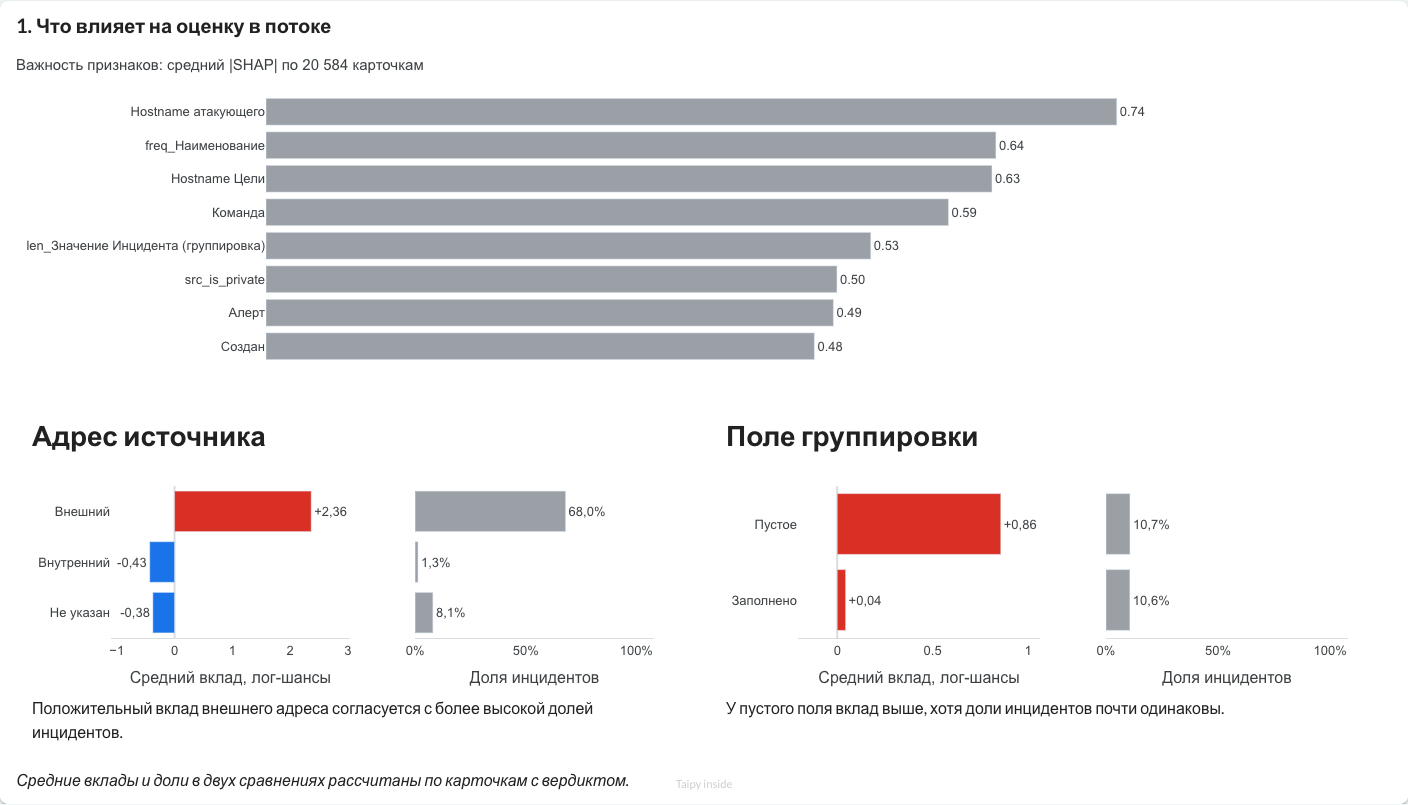 1. Что влияет на оценку в потоке
Важность признаков: средний |SHAP| по 20 584 карточкам
Hostname атакующего 0.74
freq_Наименование 0.64
Hostname Цели 0.63
Команда 0.59
len_Значение Инцидента (группировка) 0.53
src_is_private 0.50
Алерт 0.49
Создан 0.48
Адрес источника
Внешний +2,36 68,0%
Внутренний -0,43 1,3%
Не указан -0,38 8,1%
−1 0 1 2 3 0% 50% 100%
Средний вклад, лог-шансы Доля инцидентов
Положительный вклад внешнего адреса согласуется с более высокой долей
инцидентов.
Поле группировки
Пустое +0,86 10,7%
Заполнено +0,04 10,6%
0 0.5 1 0% 50% 100%
Средний вклад, лог-шансы Доля инцидентов
У пустого поля вклад выше, хотя доли инцидентов почти одинаковы.
Средние вклады и доли в двух сравнениях рассчитаны по карточкам с вердиктом.
Taipy inside